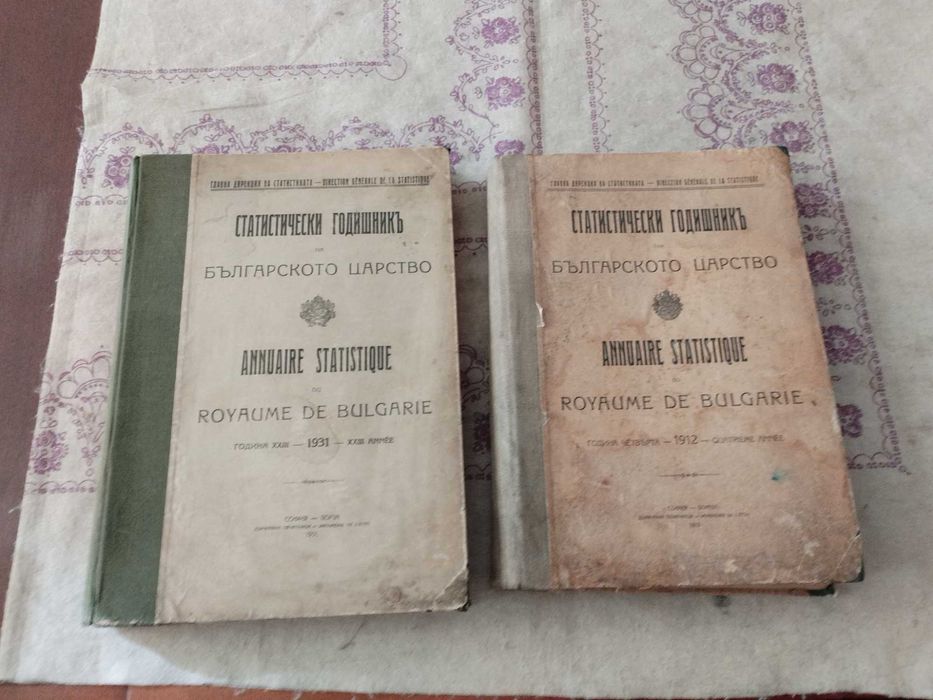 ГЛАВНА ДИРЕКЦИЯ НА СТАТИСТИКАТА — DIRECTION GÉNÉRALE DE LA STATISTIQUE
СТАТИСТИЧЕСКИ ГОДИШНИКЪ
НА
БЪЛГАРСКОТО ЦАРСТВО
ANNUAIRE STATISTIQUE
DU
ROYAUME DE BULGARIE
ГОДИНА XXIII — 1931 — XXIII ANNÉE
СОФИЯ — SOFIA
1931
ГЛАВНА ДИРЕКЦИЯ НА СТАТИСТИКАТА — DIRECTION GÉNÉRALE DE LA STATISTIQUE
СТАТИСТИЧЕСКИ ГОДИШНИКЪ
НА
БЪЛГАРСКОТО ЦАРСТВО
ANNUAIRE STATISTIQUE
DU
ROYAUME DE BULGARIE
ГОДИНА ЧЕТВЪРТА — 1912 — QUATRIÈME ANNÉE
СОФИЯ — SOFIA